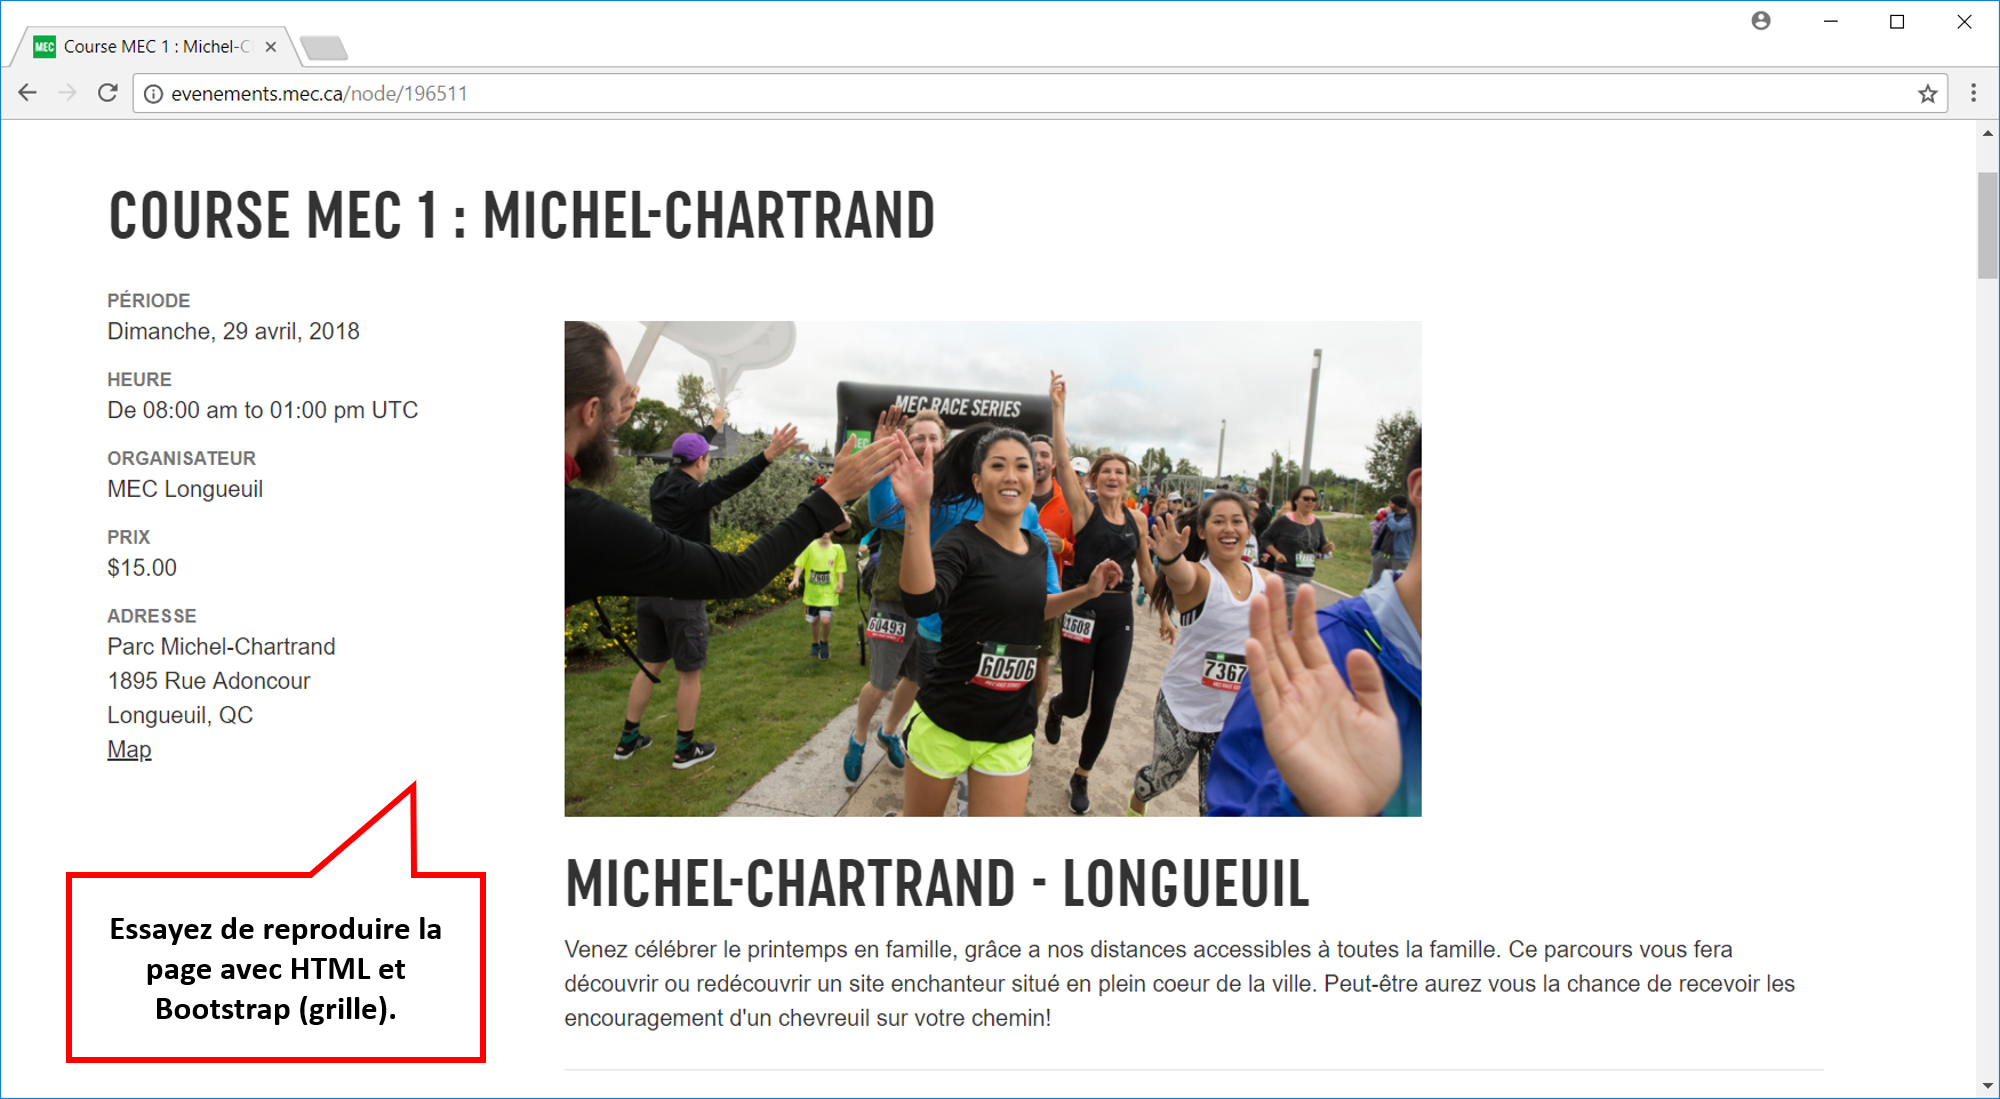 MEC Course MEC 1 : Michel-C
evenements.mec.ca/node/196511
COURSE MEC 1 : MICHEL-CHARTRAND
PÉRIODE
Dimanche, 29 avril, 2018
HEURE
De 08:00 am to 01:00 pm UTC
ORGANISATEUR
MEC Longueuil
PRIX
$15.00
ADRESSE
Parc Michel-Chartrand
1895 Rue Adoncour
Longueuil, QC
Map
Essayez de reproduire la
page avec HTML et
Bootstrap (grille).
MEC RACE SERIES
60493
1608
60506
7367
MICHEL-CHARTRAND - LONGUEUIL
Venez célébrer le printemps en famille, grâce a nos distances accessibles à toutes la famille. Ce parcours vous fera
découvrir ou redécouvrir un site enchanteur situé en plein coeur de la ville. Peut-être aurez vous la chance de recevoir les
encouragement d'un chevreuil sur votre chemin!